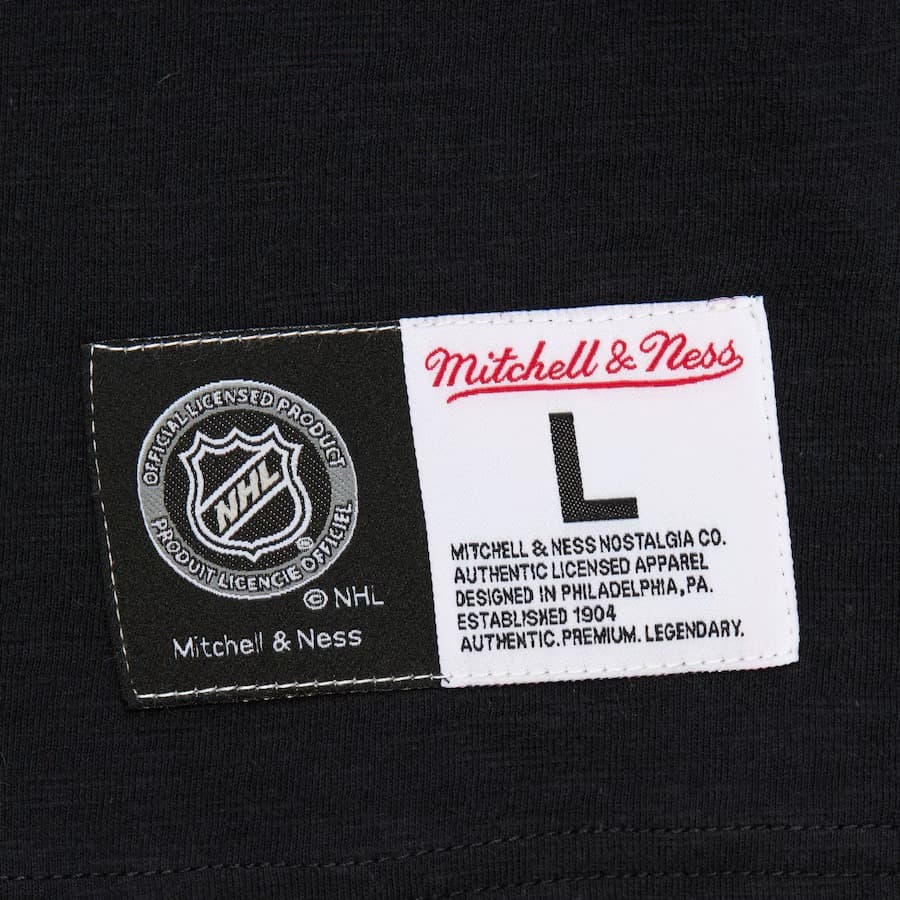 OFFICIAL LICENSED PRODUCT
NHL
PRODUIT LICENCIE OFFICIEL
© NHL
Mitchell & Ness
Mitchell & Ness
L
MITCHELL & NESS NOSTALGIA CO.
AUTHENTIC LICENSED APPAREL
DESIGNED IN PHILADELPHIA, PA.
ESTABLISHED 1904
AUTHENTIC. PREMIUM. LEGENDARY.